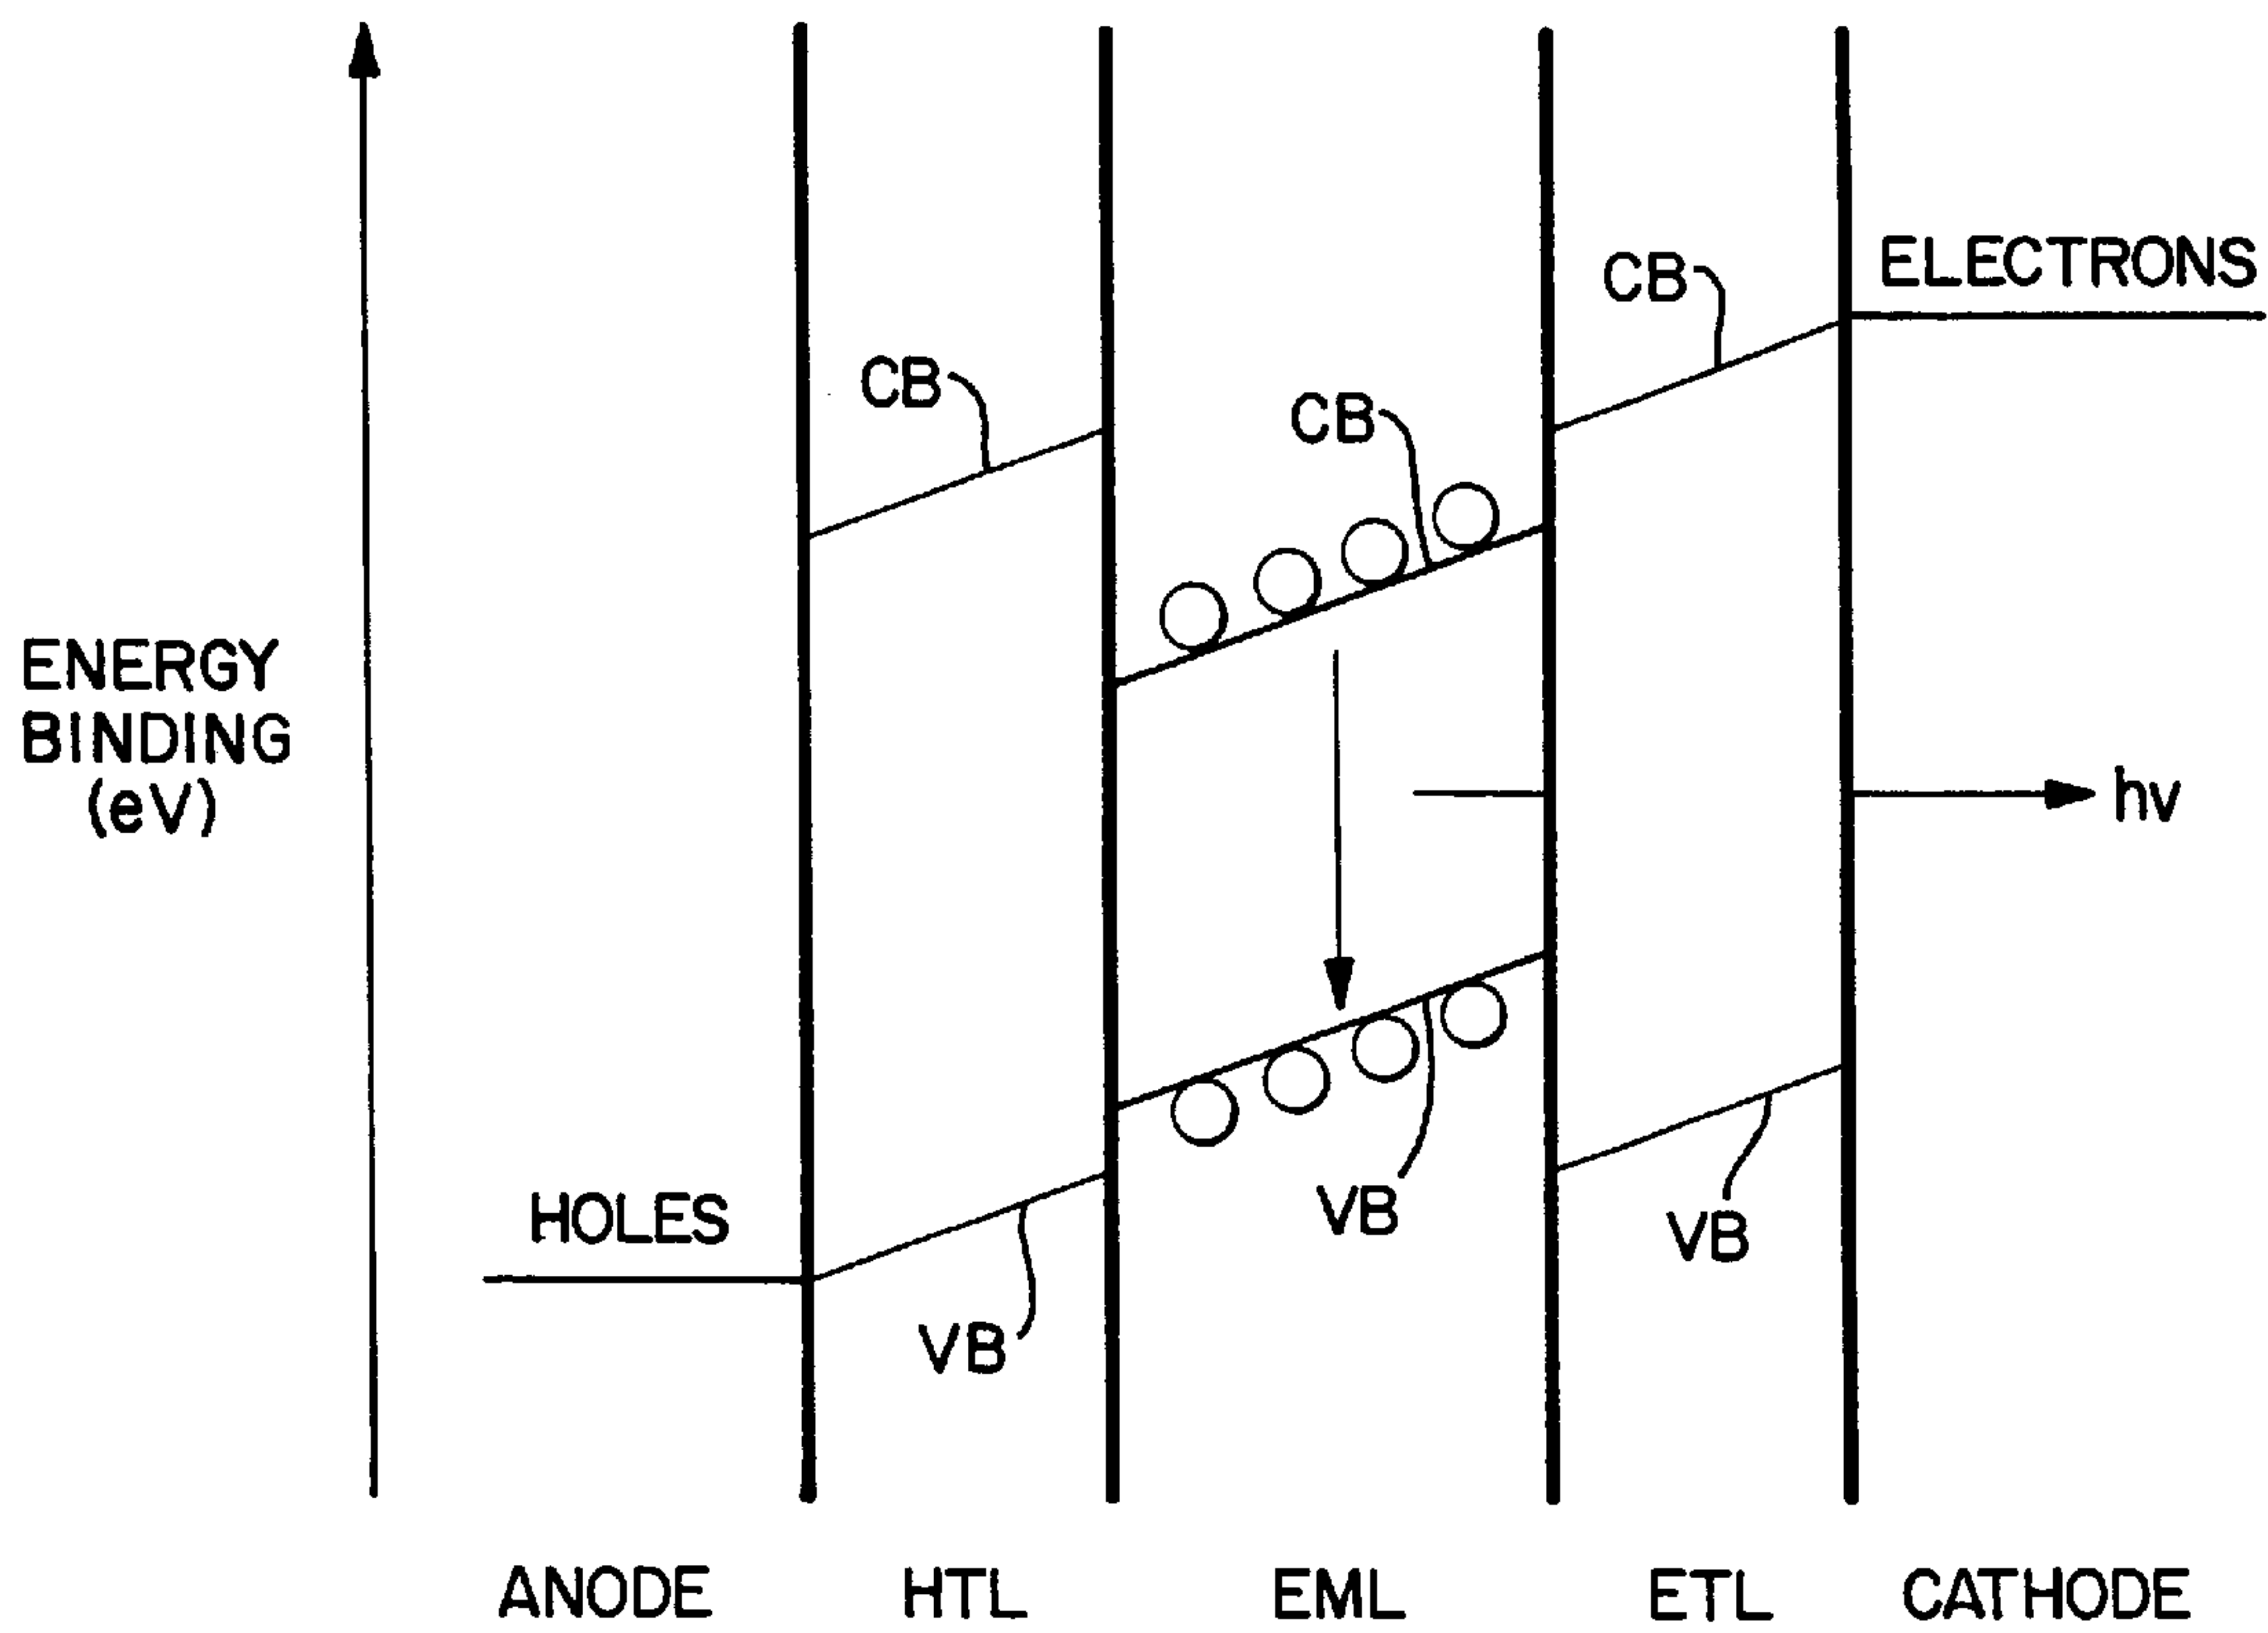 ELECTRONS
CB
CB
CB
ENERGY
BINDING
(eV)
hv
HOLES
VB
VB
VB
ANODE HTL EML ETL CATHODE